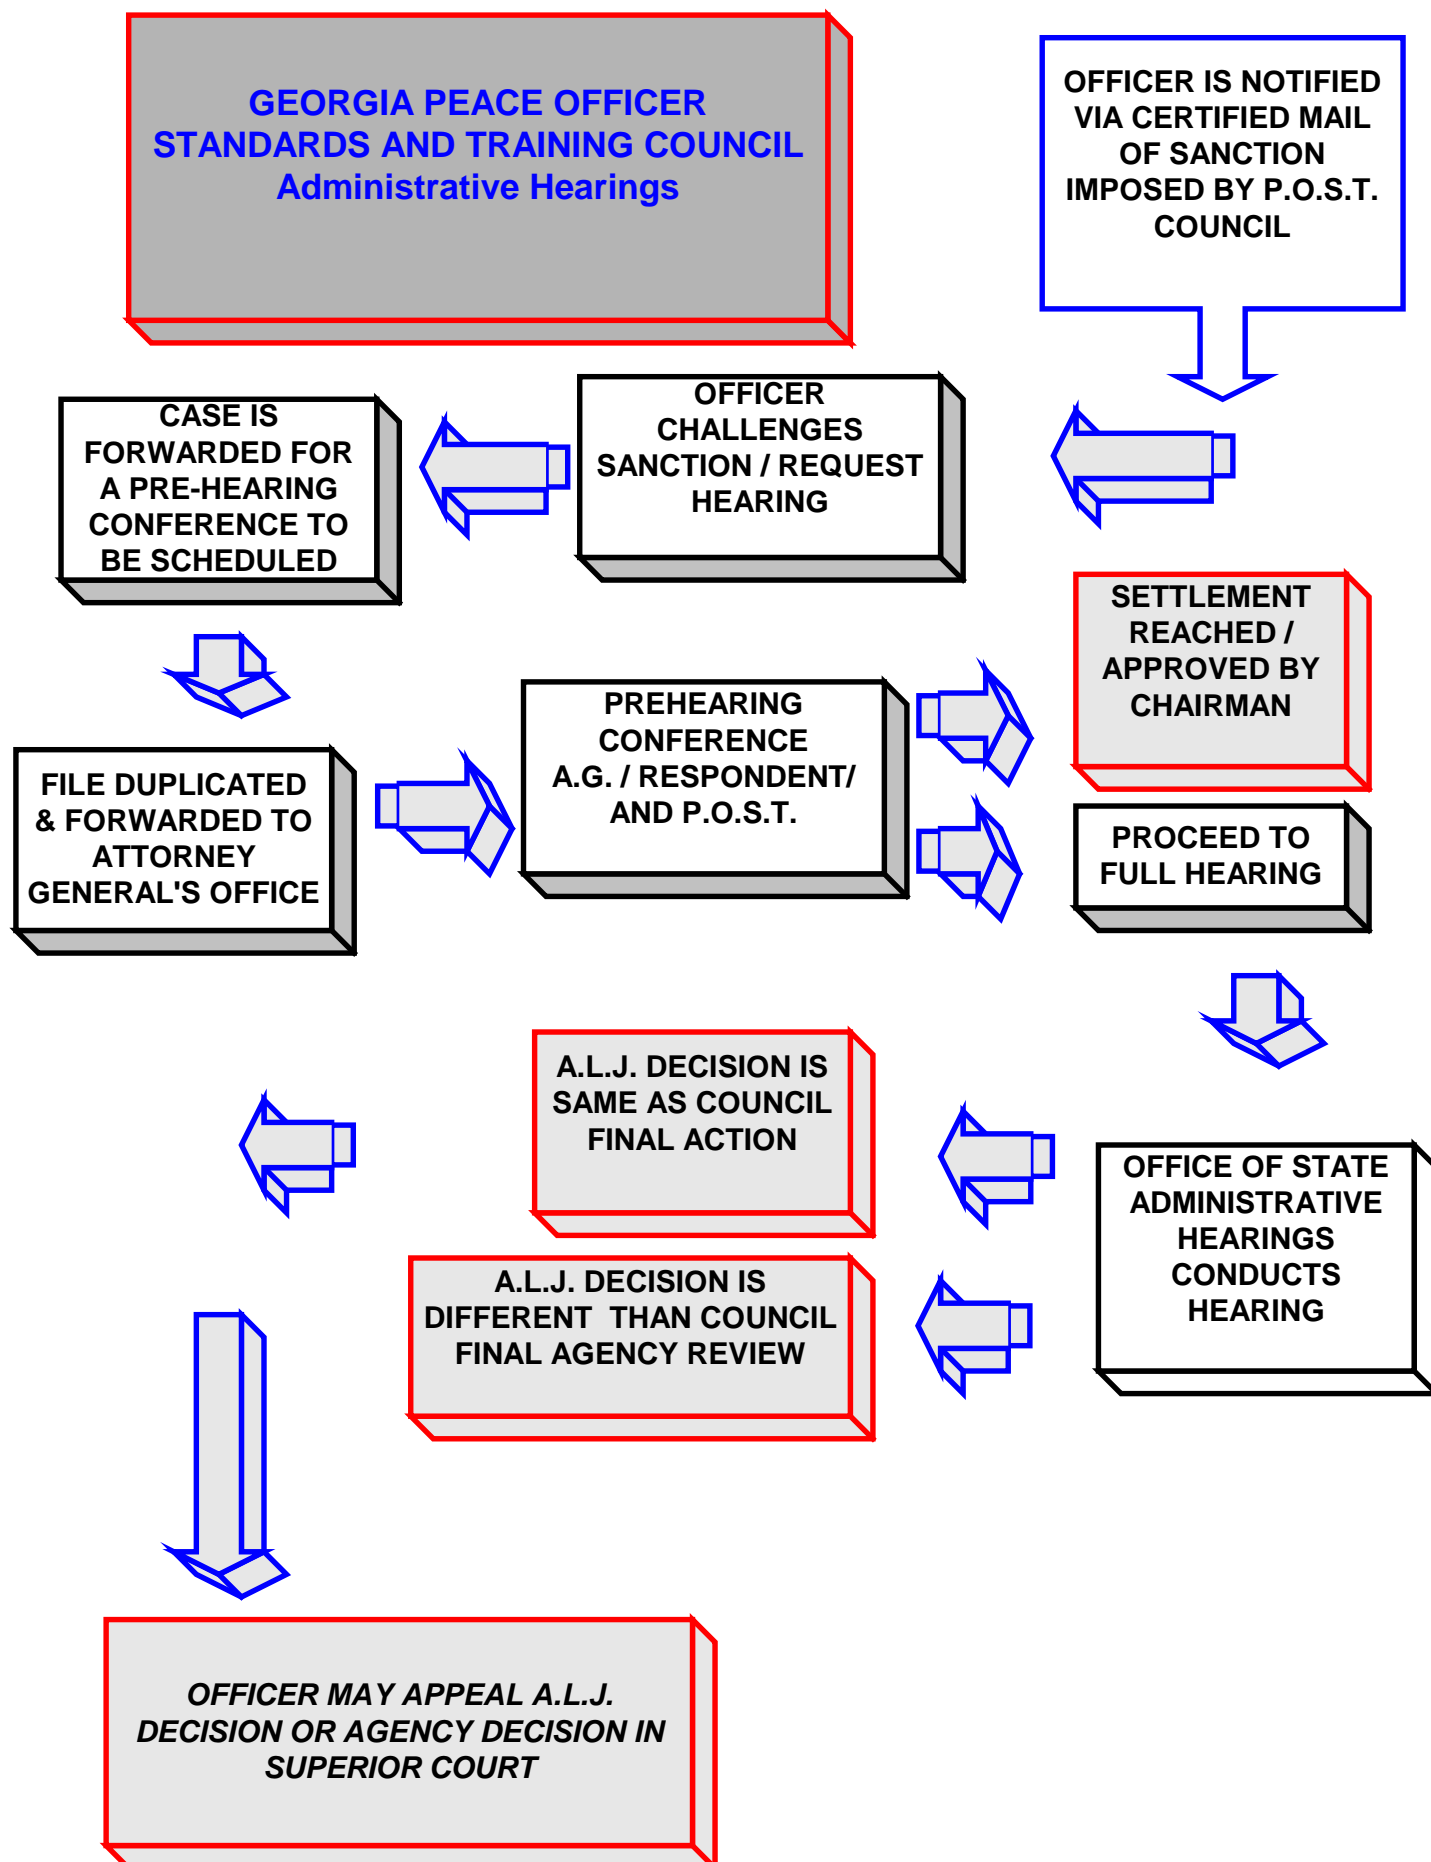 GEORGIA PEACE OFFICER
STANDARDS AND TRAINING COUNCIL
Administrative Hearings
OFFICER IS NOTIFIED
VIA CERTIFIED MAIL
OF SANCTION
IMPOSED BY P.O.S.T.
COUNCIL
OFFICER
CHALLENGES
SANCTION / REQUEST
HEARING
CASE IS
FORWARDED FOR
A PRE-HEARING
CONFERENCE TO
BE SCHEDULED
FILE DUPLICATED
& FORWARDED TO
ATTORNEY
GENERAL'S OFFICE
PREHEARING
CONFERENCE
A.G. / RESPONDENT/
AND P.O.S.T.
SETTLEMENT
REACHED /
APPROVED BY
CHAIRMAN
PROCEED TO
FULL HEARING
OFFICE OF STATE
ADMINISTRATIVE
HEARINGS
CONDUCTS
HEARING
A.L.J. DECISION IS
SAME AS COUNCIL
FINAL ACTION
A.L.J. DECISION IS
DIFFERENT  THAN COUNCIL
FINAL AGENCY REVIEW
OFFICER MAY APPEAL A.L.J.
DECISION OR AGENCY DECISION IN
SUPERIOR COURT